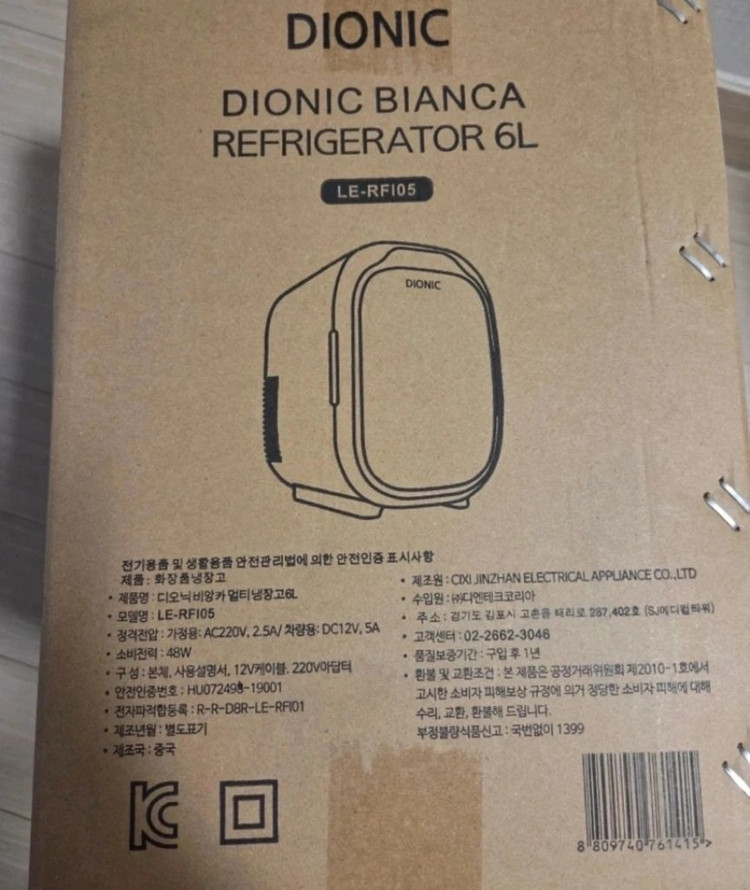 DIONIC
DIONIC BIANCA
REFRIGERATOR 6L
LE-RFI05
DIONIC
전기용품 및 생활용품 안전관리법에 의한 안전인증 표시사항
제품 : 화장품냉장고
• 제품명 : 디오닉 비앙카 멀티냉장고6L
• 모델명 : LE-RFI05
• 정격전압 : 가정용: AC220V, 2.5A/ 차량용: DC12V, 5A
• 소비전력 : 48W
• 구성 : 본체, 사용설명서, 12V케이블. 220V아답터
• 안전인증번호 : HU07249-19001
• 전자파적합등록 : R-R-D8R-LE-RFI01
• 제조년월 : 별도표기
• 제조국 : 중국
• 제조원 : CIXI JINZHAN ELECTRICAL APPLIANCE CO.,LTD
• 수입원 : ㈜디엔테크코리아
• 주소 : 경기도 김포시 고촌읍 태리로 287, 402호 (SJ메디컬타워)
• 고객센터 : 02-2662-3046
• 품질보증기간 : 구입 후 1년
• 환불 및 교환조건 : 본 제품은 공정거래위원회 제2010-1호에서
고시한 소비자 피해보상 규정에 의거 정당한 소비자 피해에 대해
수리, 교환, 환불해 드립니다.
부정불량식품신고 : 국번없이 1399
8 809740 761415 >